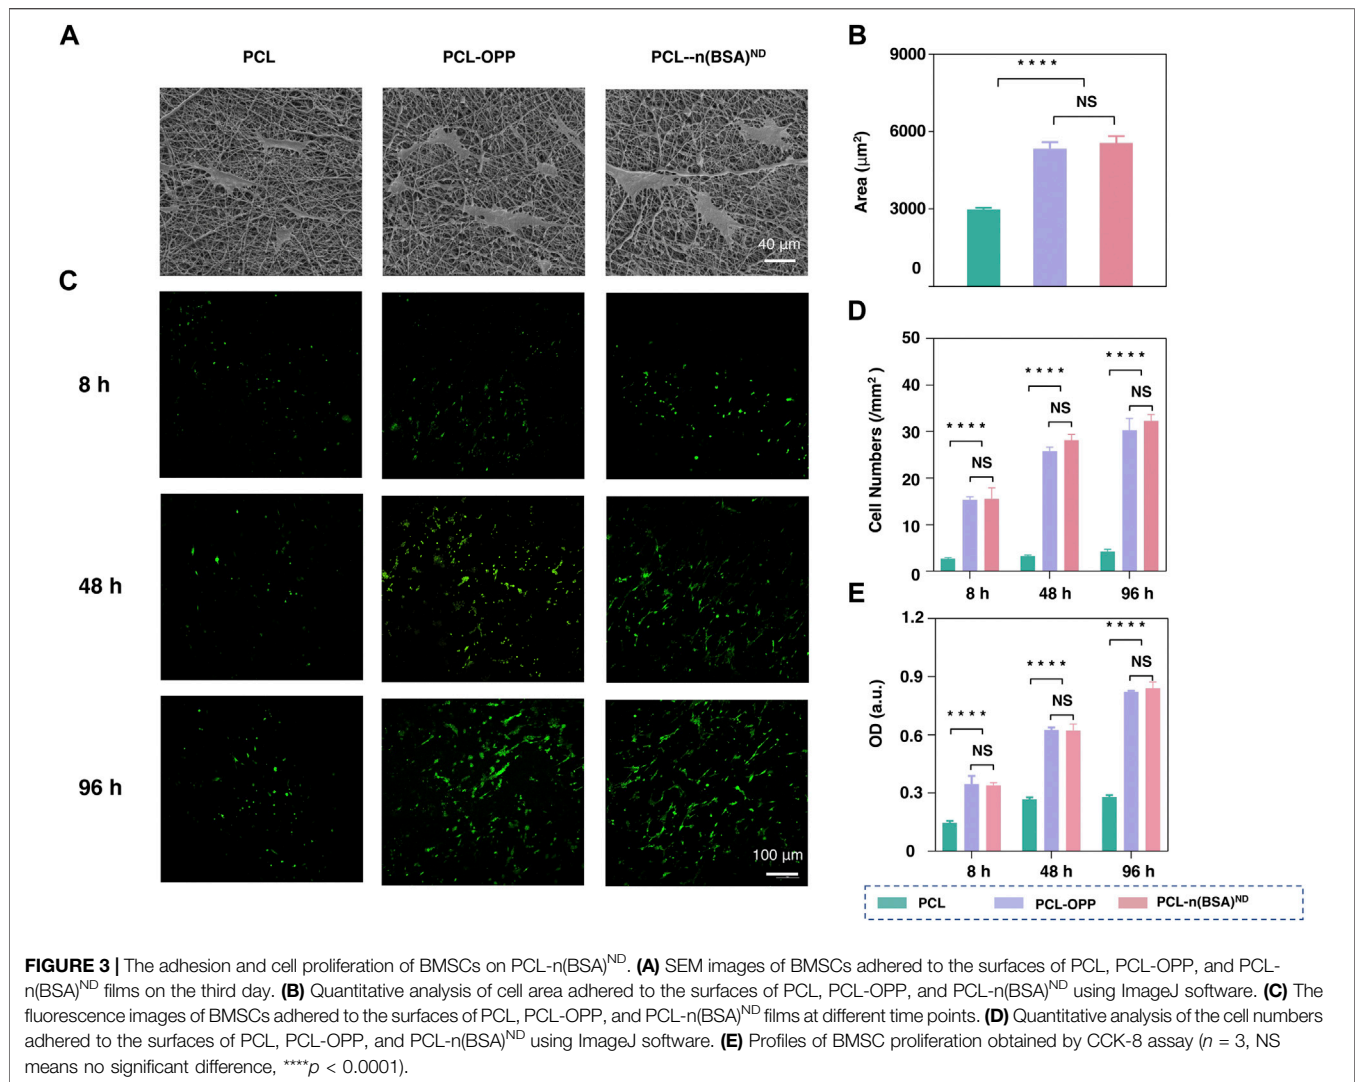 A
PCL
PCL-OPP
PCL--n(BSA)ND
40 µm
B
9000
6000
3000
0
Area (µm2)
* * * *
NS
C
8 h
48 h
96 h
100 µm
D
50
40
30
20
10
0
Cell Numbers (/mm2 )
* * * *
NS
* * * *
NS
* * * *
NS
8 h
48 h
96 h
E
1.2
0.9
0.6
0.3
0
OD (a.u.)
* * * *
NS
* * * *
NS
* * * *
NS
8 h
48 h
96 h
PCL
PCL-OPP
PCL-n(BSA)ND
FIGURE 3 | The adhesion and cell proliferation of BMSCs on PCL-n(BSA)ND. (A) SEM images of BMSCs adhered to the surfaces of PCL, PCL-OPP, and PCL-
n(BSA)ND films on the third day. (B) Quantitative analysis of cell area adhered to the surfaces of PCL, PCL-OPP, and PCL-n(BSA)ND using ImageJ software. (C) The
fluorescence images of BMSCs adhered to the surfaces of PCL, PCL-OPP, and PCL-n(BSA)ND films at different time points. (D) Quantitative analysis of the cell numbers
adhered to the surfaces of PCL, PCL-OPP, and PCL-n(BSA)ND using ImageJ software. (E) Profiles of BMSC proliferation obtained by CCK-8 assay (n = 3, NS
means no significant difference, ****p < 0.0001).